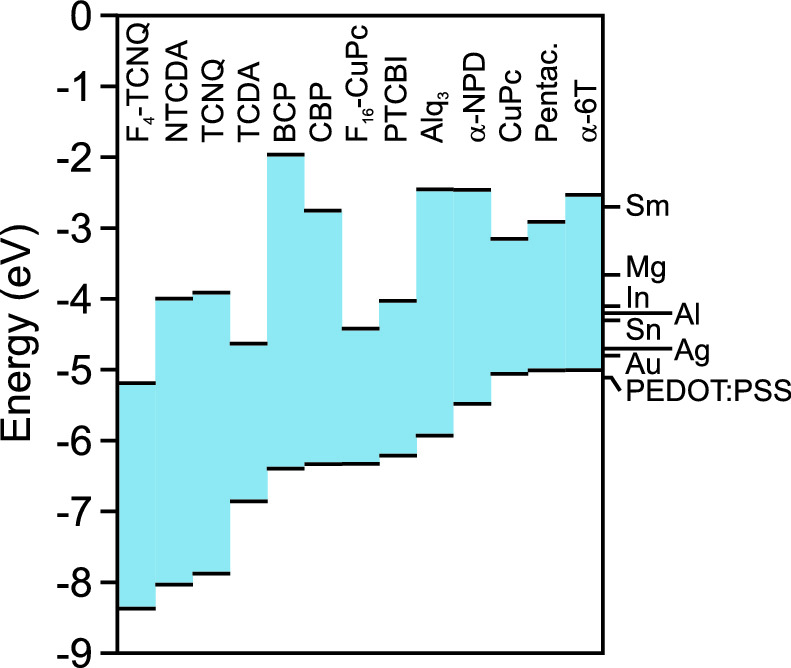 0
-1
-2
-3
-4
-5
-6
-7
-8
-9
Energy (eV)
F₄-TCNQ
NTCDA
TCNQ
TCDA
BCP
CBP
F₁₆-CuPc
PTCBI
Alq₃
α-NPD
CuPc
Pentac.
α-6T
Sm
Mg
In
Al
Sn
Ag
Au
PEDOT:PSS